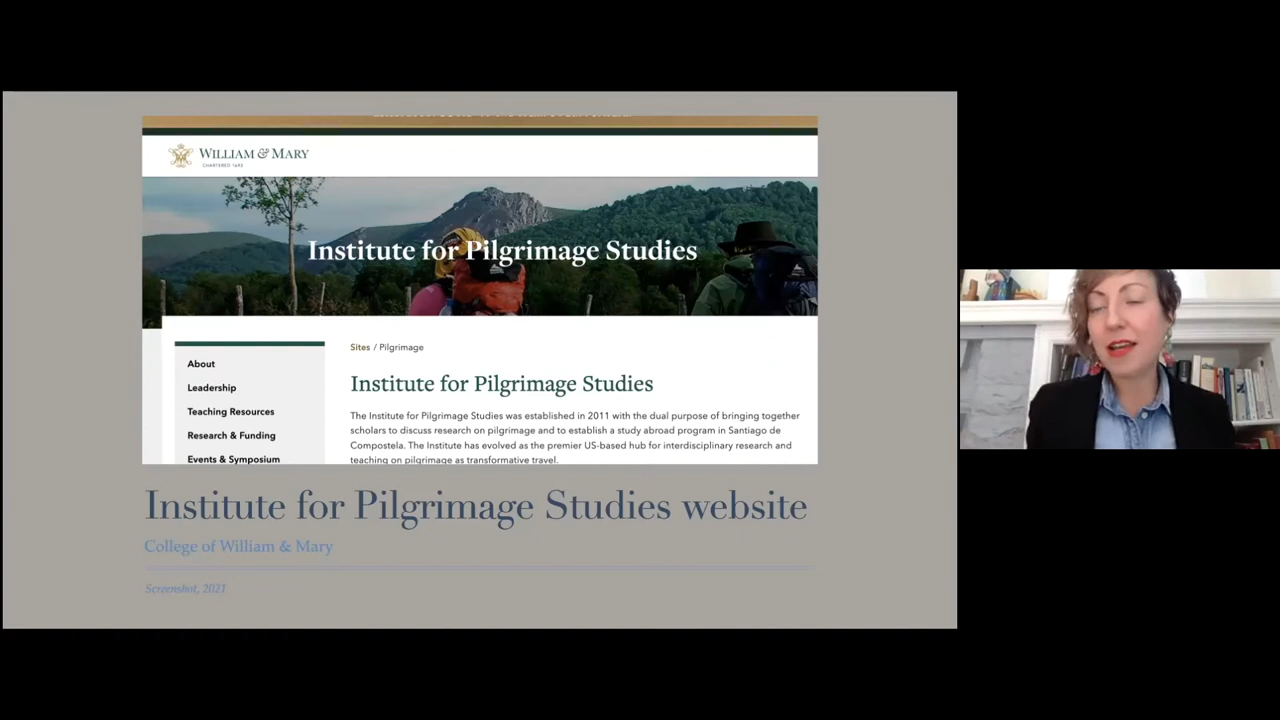 WILLIAM & MARY
CHARTERED 1693
Institute for Pilgrimage Studies
About
Leadership
Teaching Resources
Research & Funding
Events & Symposium
Sites / Pilgrimage
Institute for Pilgrimage Studies
The Institute for Pilgrimage Studies was established in 2011 with the dual purpose of bringing together
scholars to discuss research on pilgrimage and to establish a study abroad program in Santiago de
Compostela. The Institute has evolved as the premier US-based hub for interdisciplinary research and
teaching on pilgrimage as transformative travel.
Institute for Pilgrimage Studies website
College of William & Mary
Screenshot, 2021